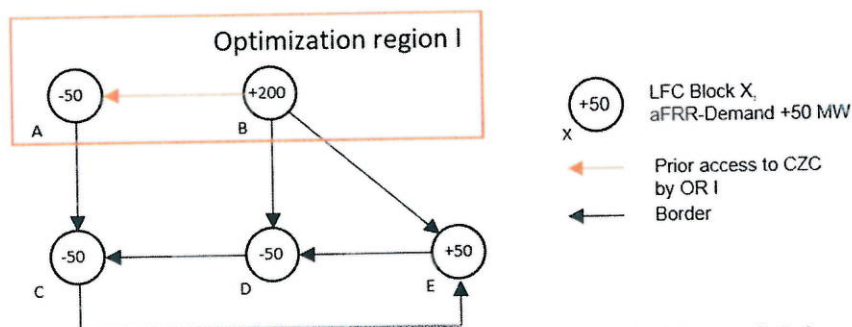 Optimization region I
-50
+200
A
B
-50
-50
+50
C
D
E
+50
X
LFC Block X,
aFRR-Demand +50 MW
Prior access to CZC
by OR I
Border